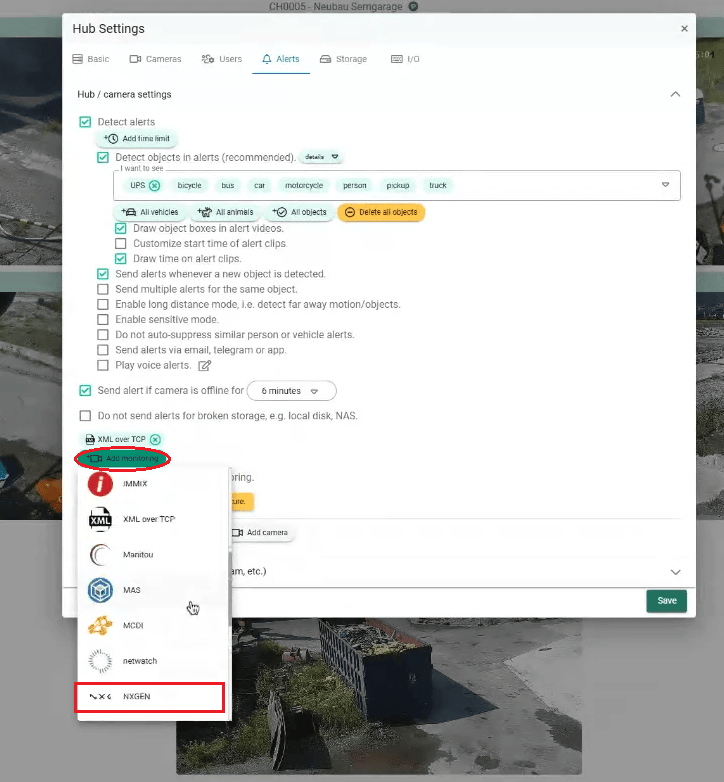 CH0005 - Neubau Serngarage
Hub Settings
Basic Cameras Users Alerts Storage I/O
Hub / camera settings
Detect alerts
Add time limit
Detect objects in alerts (recommended). details
I want to see
UPS bicycle bus car motorcycle person pickup truck
All vehicles All animals All objects Delete all objects
Draw object boxes in alert videos.
Customize start time of alert clips
Draw time on alert clips.
Send alerts whenever a new object is detected.
Send multiple alerts for the same object.
Enable long distance mode, i.e. detect far away motion/objects.
Enable sensitive mode.
Do not auto-suppress similar person or vehicle alerts.
Send alerts via email, telegram or app.
Play voice alerts.
Send alert if camera is offline for 6 minutes
Do not send alerts for broken storage, e.g. local disk, NAS.
XML over TCP
Add monitoring
ring.
IMMIX
XML
XML over TCP
Add camera
Manitou
am, etc.)
MAS
Save
MCDI
netwatch
NXGEN